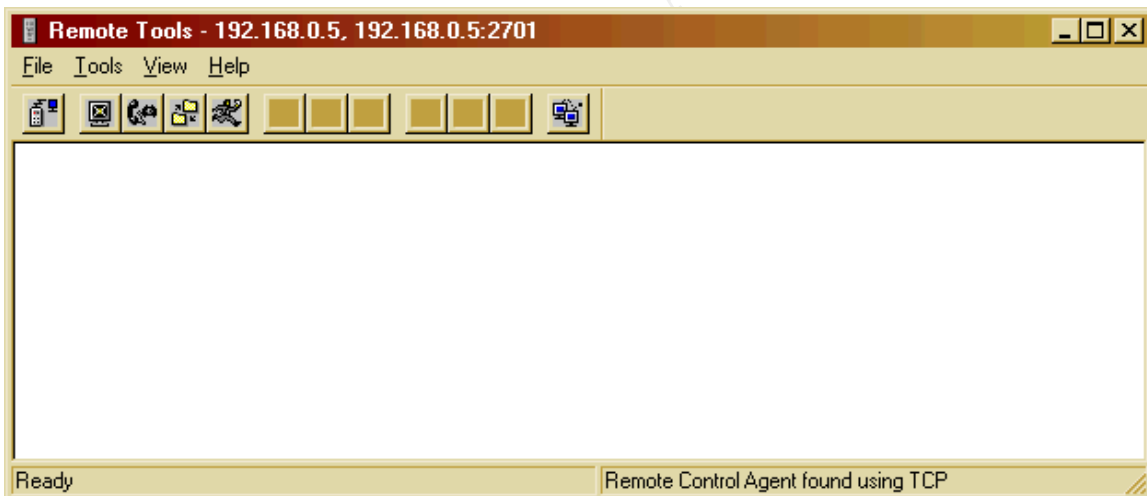 Remote Tools - 192.168.0.5, 192.168.0.5:2701
File Tools View Help
Ready Remote Control Agent found using TCP